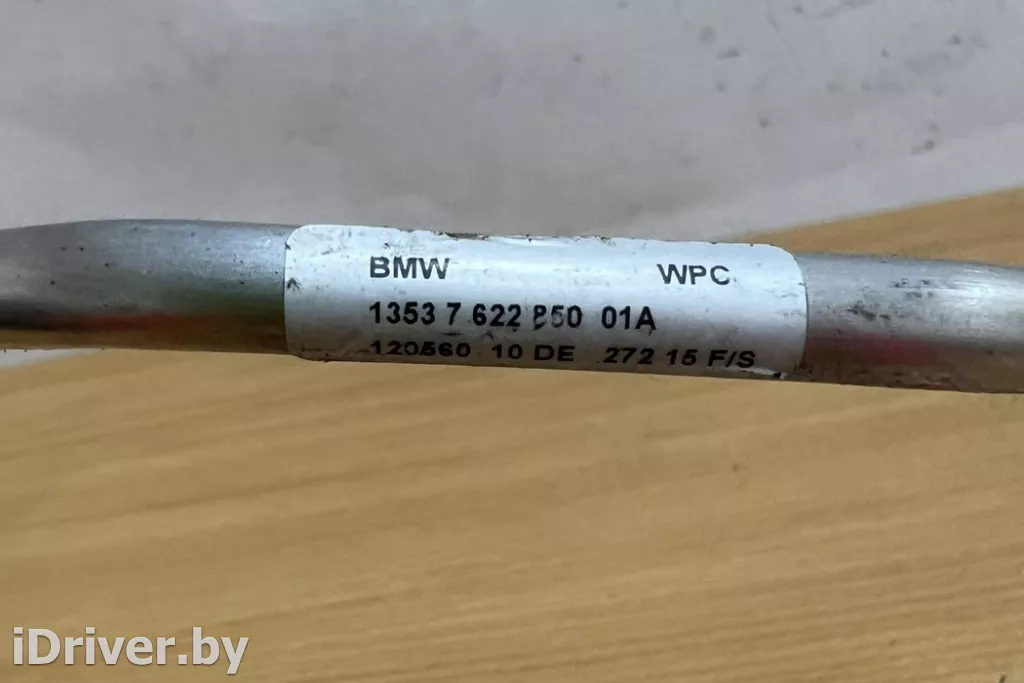 BMW WPC
1353 7 622 850 01A
120560 10 DE 272 15 F/S
iDriver.by